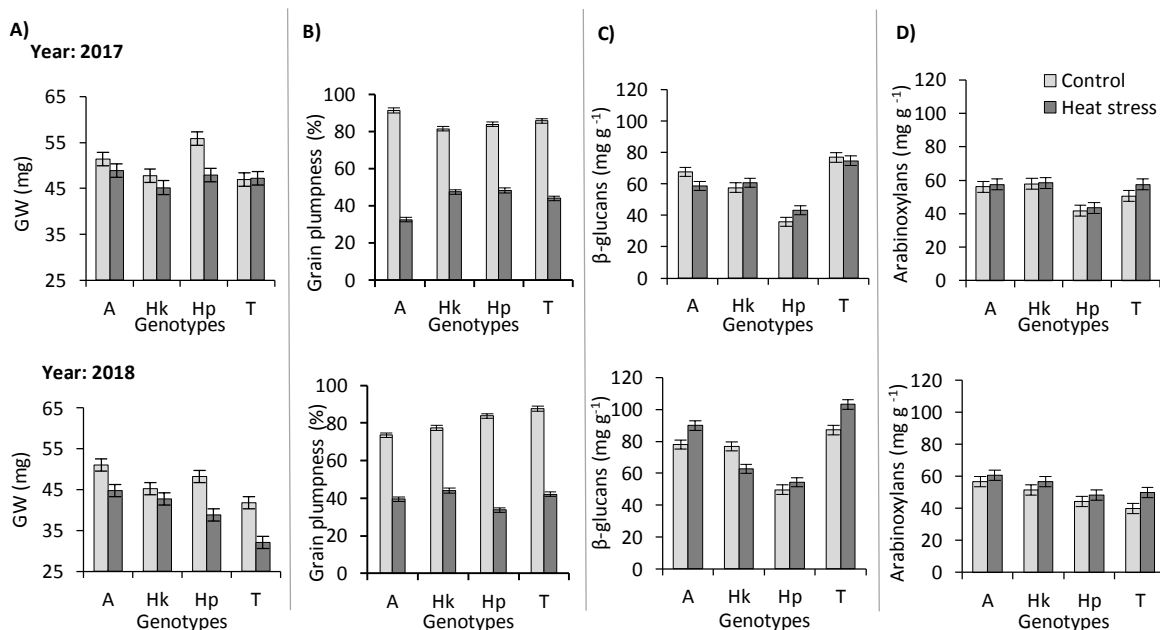 A)
Year: 2017
65
55
45
35
25
GW (mg)
A Hk Hp T
Genotypes
B)
100
80
60
40
20
0
Grain plumpness (%)
A Hk Hp T
Genotypes
C)
120
100
80
60
40
20
0
β-glucans (mg g -1)
A Hk Hp T
Genotypes
D)
120
100
80
60
40
20
0
Arabinoxylans (mg g -1)
Control
Heat stress
A Hk Hp T
Genotypes
Year: 2018
65
55
45
35
25
GW (mg)
A Hk Hp T
Genotypes
100
80
60
40
20
0
Grain plumpness (%)
A Hk Hp T
Genotypes
120
100
80
60
40
20
0
β-glucans (mg g -1)
A Hk Hp T
Genotypes
120
100
80
60
40
20
0
Arabinoxylans (mg g -1)
A Hk Hp T
Genotypes